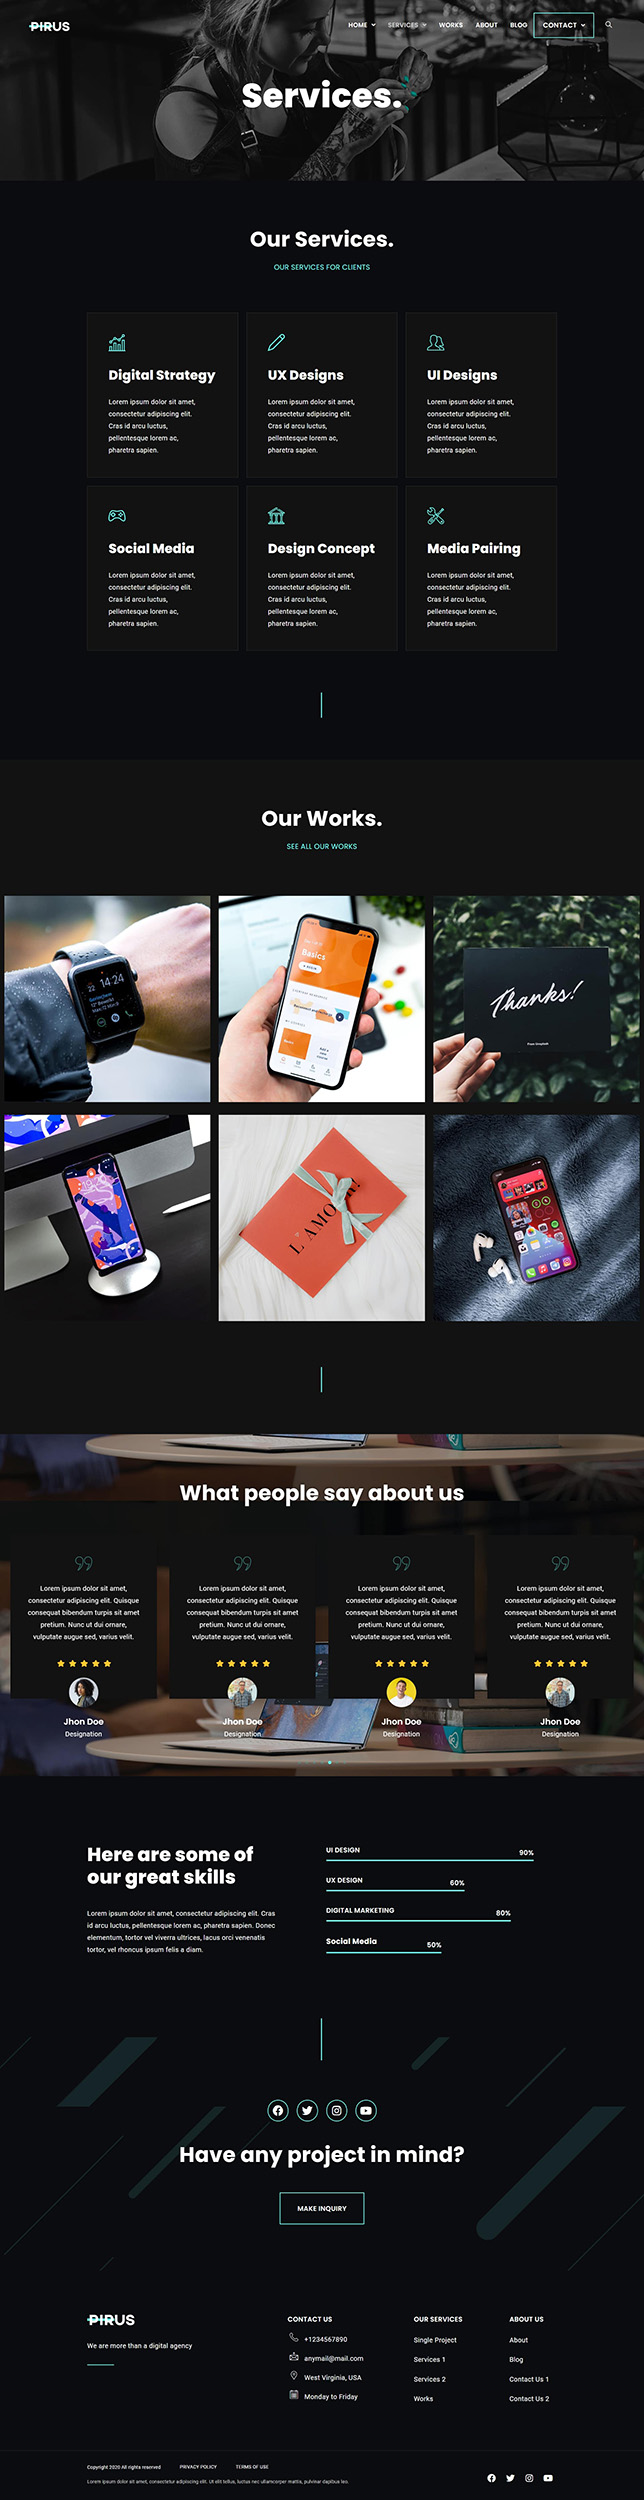 PIRUS
HOME SERVICES WORKS ABOUT BLOG CONTACT
Services.
Our Services.
OUR SERVICES FOR CLIENTS
Digital Strategy
Lorem ipsum dolor sit amet,
consectetur adipiscing elit.
Cras id arcu luctus,
pellentesque lorem ac,
pharetra sapien.
UX Designs
Lorem ipsum dolor sit amet,
consectetur adipiscing elit.
Cras id arcu luctus,
pellentesque lorem ac,
pharetra sapien.
UI Designs
Lorem ipsum dolor sit amet,
consectetur adipiscing elit.
Cras id arcu luctus,
pellentesque lorem ac,
pharetra sapien.
Social Media
Lorem ipsum dolor sit amet,
consectetur adipiscing elit.
Cras id arcu luctus,
pellentesque lorem ac,
pharetra sapien.
Design Concept
Lorem ipsum dolor sit amet,
consectetur adipiscing elit.
Cras id arcu luctus,
pellentesque lorem ac,
pharetra sapien.
Media Pairing
Lorem ipsum dolor sit amet,
consectetur adipiscing elit.
Cras id arcu luctus,
pellentesque lorem ac,
pharetra sapien.
Our Works.
SEE ALL OUR WORKS
22 14:24
Basics
Basics
Thanks!
L'AMOUR!
What people say about us
Lorem ipsum dolor sit amet,
consectetur adipiscing elit. Quisque
consequat bibendum turpis sit amet
pretium. Nunc ut dui ornare,
vulputate augue sed, varius velit.
Jhon Doe
Designation
Lorem ipsum dolor sit amet,
consectetur adipiscing elit. Quisque
consequat bibendum turpis sit amet
pretium. Nunc ut dui ornare,
vulputate augue sed, varius velit.
Jhon Doe
Designation
Lorem ipsum dolor sit amet,
consectetur adipiscing elit. Quisque
consequat bibendum turpis sit amet
pretium. Nunc ut dui ornare,
vulputate augue sed, varius velit.
Jhon Doe
Designation
Lorem ipsum dolor sit amet,
consectetur adipiscing elit. Quisque
consequat bibendum turpis sit amet
pretium. Nunc ut dui ornare,
vulputate augue sed, varius velit.
Jhon Doe
Designation
Here are some of
our great skills
Lorem ipsum dolor sit amet, consectetur adipiscing elit. Cras
id arcu luctus, pellentesque lorem ac, pharetra sapien. Donec
elementum, tortor vel viverra ultrices, lacus orci venenatis
tortor, vel rhoncus ipsum felis a diam.
UI DESIGN 90%
UX DESIGN 60%
DIGITAL MARKETING 80%
Social Media 50%
Have any project in mind?
MAKE INQUIRY
PIRUS
We are more than a digital agency
CONTACT US
+1234567890
anymail@mail.com
West Virginia, USA
Monday to Friday
OUR SERVICES
Single Project
Services 1
Services 2
Works
ABOUT US
About
Blog
Contact Us 1
Contact Us 2
Copyright 2020 All rights reserved PRIVACY POLICY TERMS OF USE
Lorem ipsum dolor sit amet, consectetur adipiscing elit. Ut elit tellus, luctus nec ullamcorper mattis, pulvinar dapibus leo.